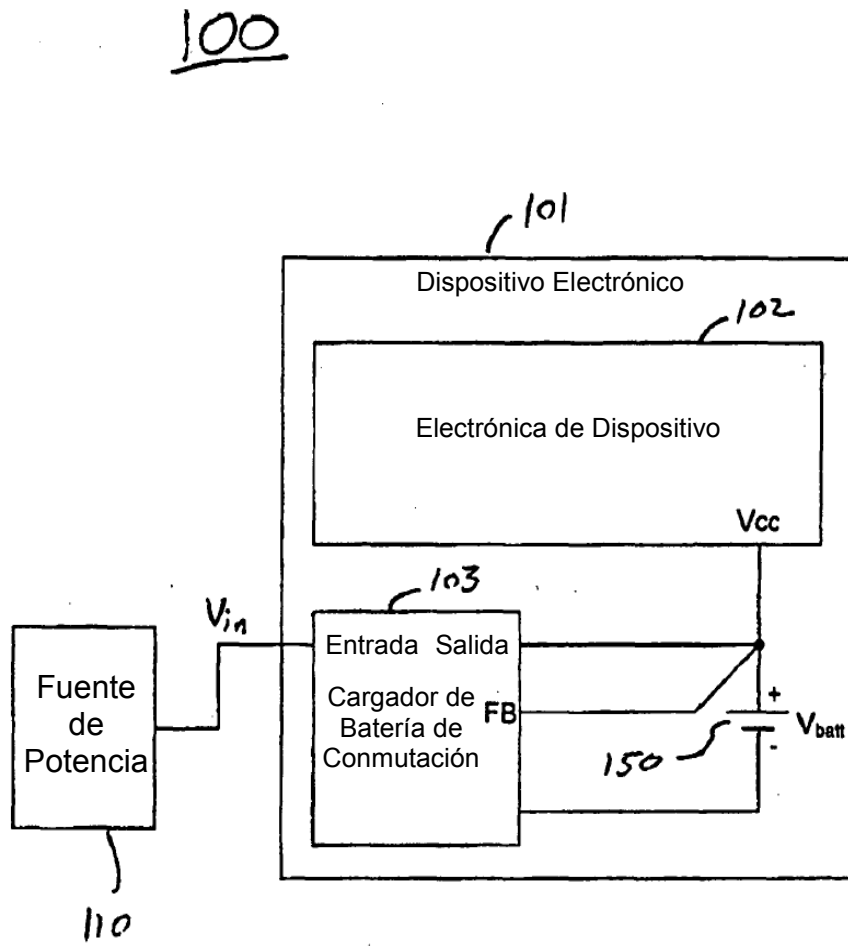 100
101
Dispositivo Electrónico
102
Electrónica de Dispositivo
Vcc
103
Vin
Entrada Salida
Fuente
de
Potencia
Cargador de
Batería de
Conmutación
FB
+
Vbatt
150
-
110